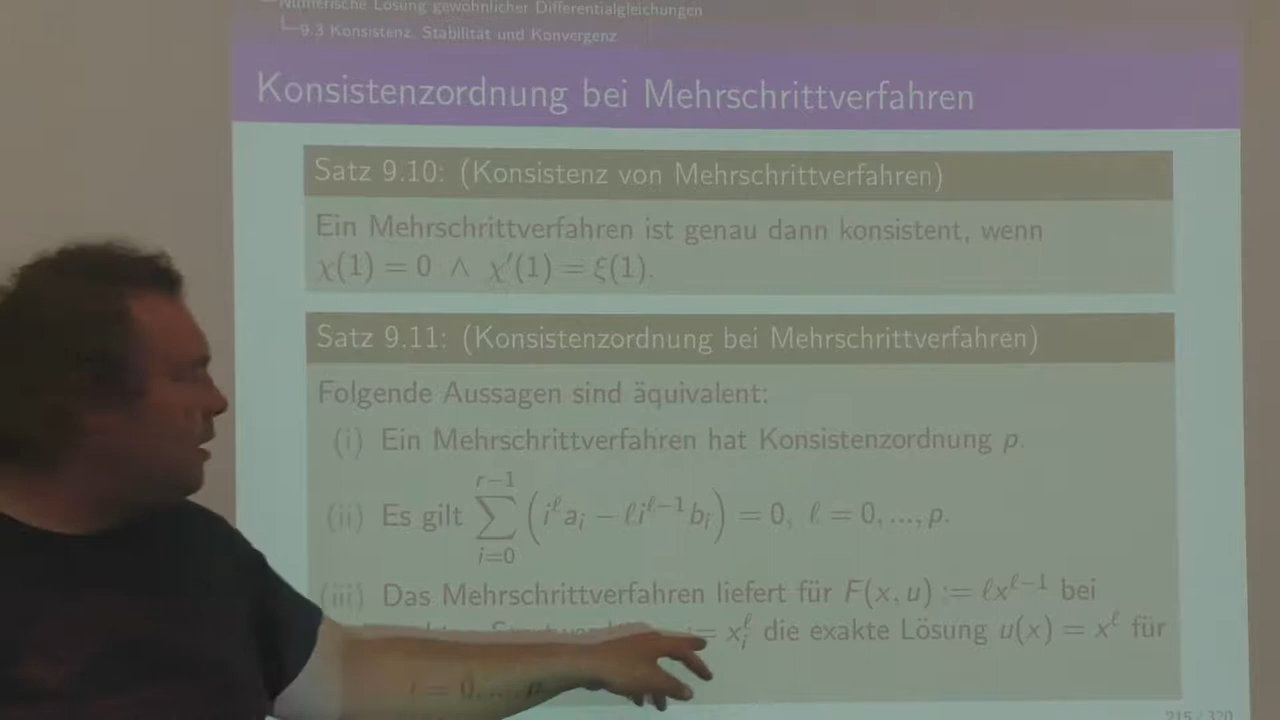 Numerische Lösung gewöhnlicher Differentialgleichungen
9.3 Konsistenz, Stabilität und Konvergenz
Konsistenzordnung bei Mehrschrittverfahren
Satz 9.10: (Konsistenz von Mehrschrittverfahren)
Ein Mehrschrittverfahren ist genau dann konsistent, wenn
χ(1) = 0 ∧ χ′(1) = ξ(1).
Satz 9.11: (Konsistenzordnung bei Mehrschrittverfahren)
Folgende Aussagen sind äquivalent:
(i) Ein Mehrschrittverfahren hat Konsistenzordnung p.
(ii) Es gilt ∑_{i=0}^{r−1} (i^ℓ a_i − ℓi^{ℓ−1} b_i) = 0, ℓ = 0, ..., p.
(iii) Das Mehrschrittverfahren liefert für F(x, u) := ℓx^{ℓ−1} bei
:= x_i^ℓ die exakte Lösung u(x) = x^ℓ für
215 / 320